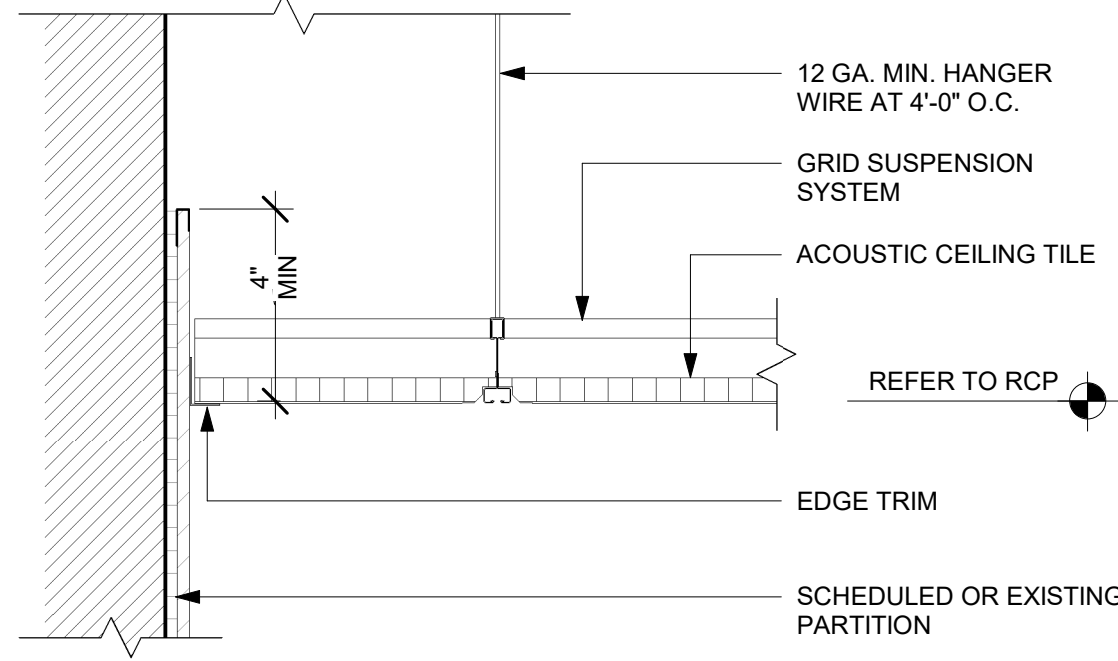 12 GA. MIN. HANGER
WIRE AT 4'-0" O.C.
GRID SUSPENSION
SYSTEM
4"
MIN
ACOUSTIC CEILING TILE
REFER TO RCP
EDGE TRIM
SCHEDULED OR EXISTING
PARTITION